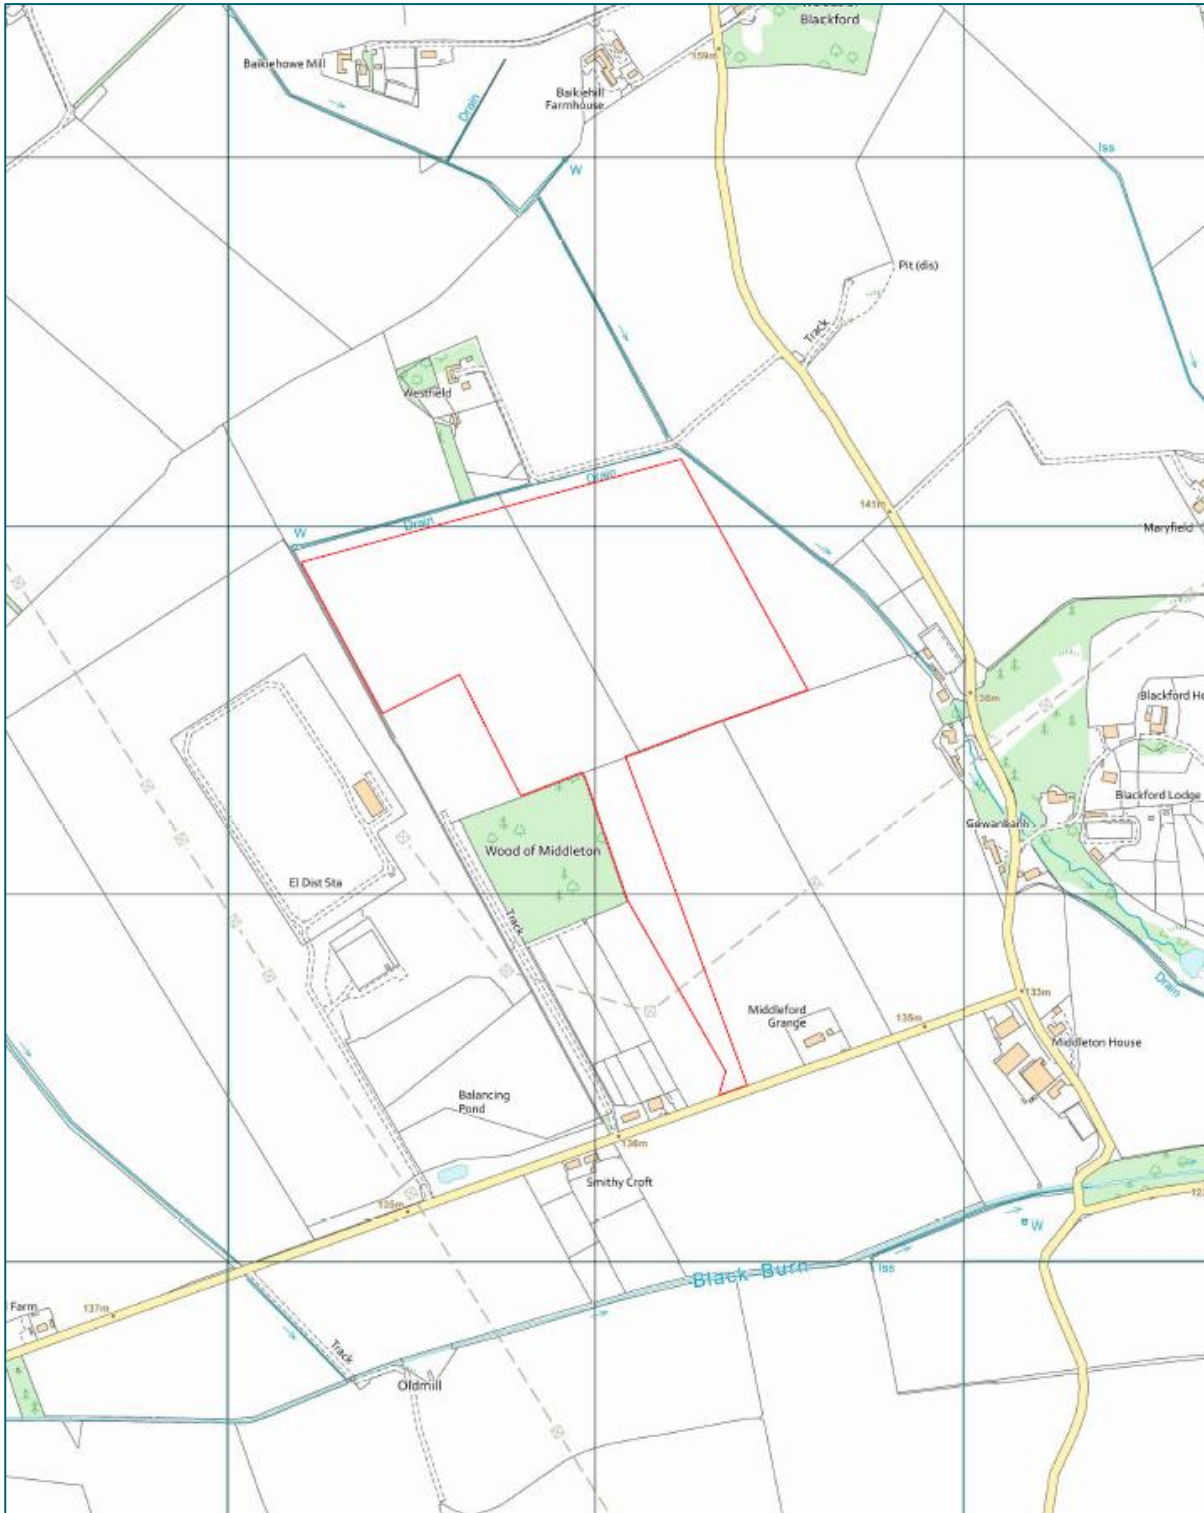 Blackford
Baikiehowe Mill
159m
Drain
Baikiehill
Farmhouse
Iss
W
Pit (dis)
Track
Westfield
Drain
141m
Drain
W
Maryfield
136m
Blackford
Blackford Lodge
Gowanbank
Wood of Middleton
El Dist Sta
Track
Drain
133m
Middleford
Grange
135m
Middleton House
Balancing
Pond
136m
Smithy Croft
135m
W
Black Burn
Iss
Farm
137m
Track
Oldmill